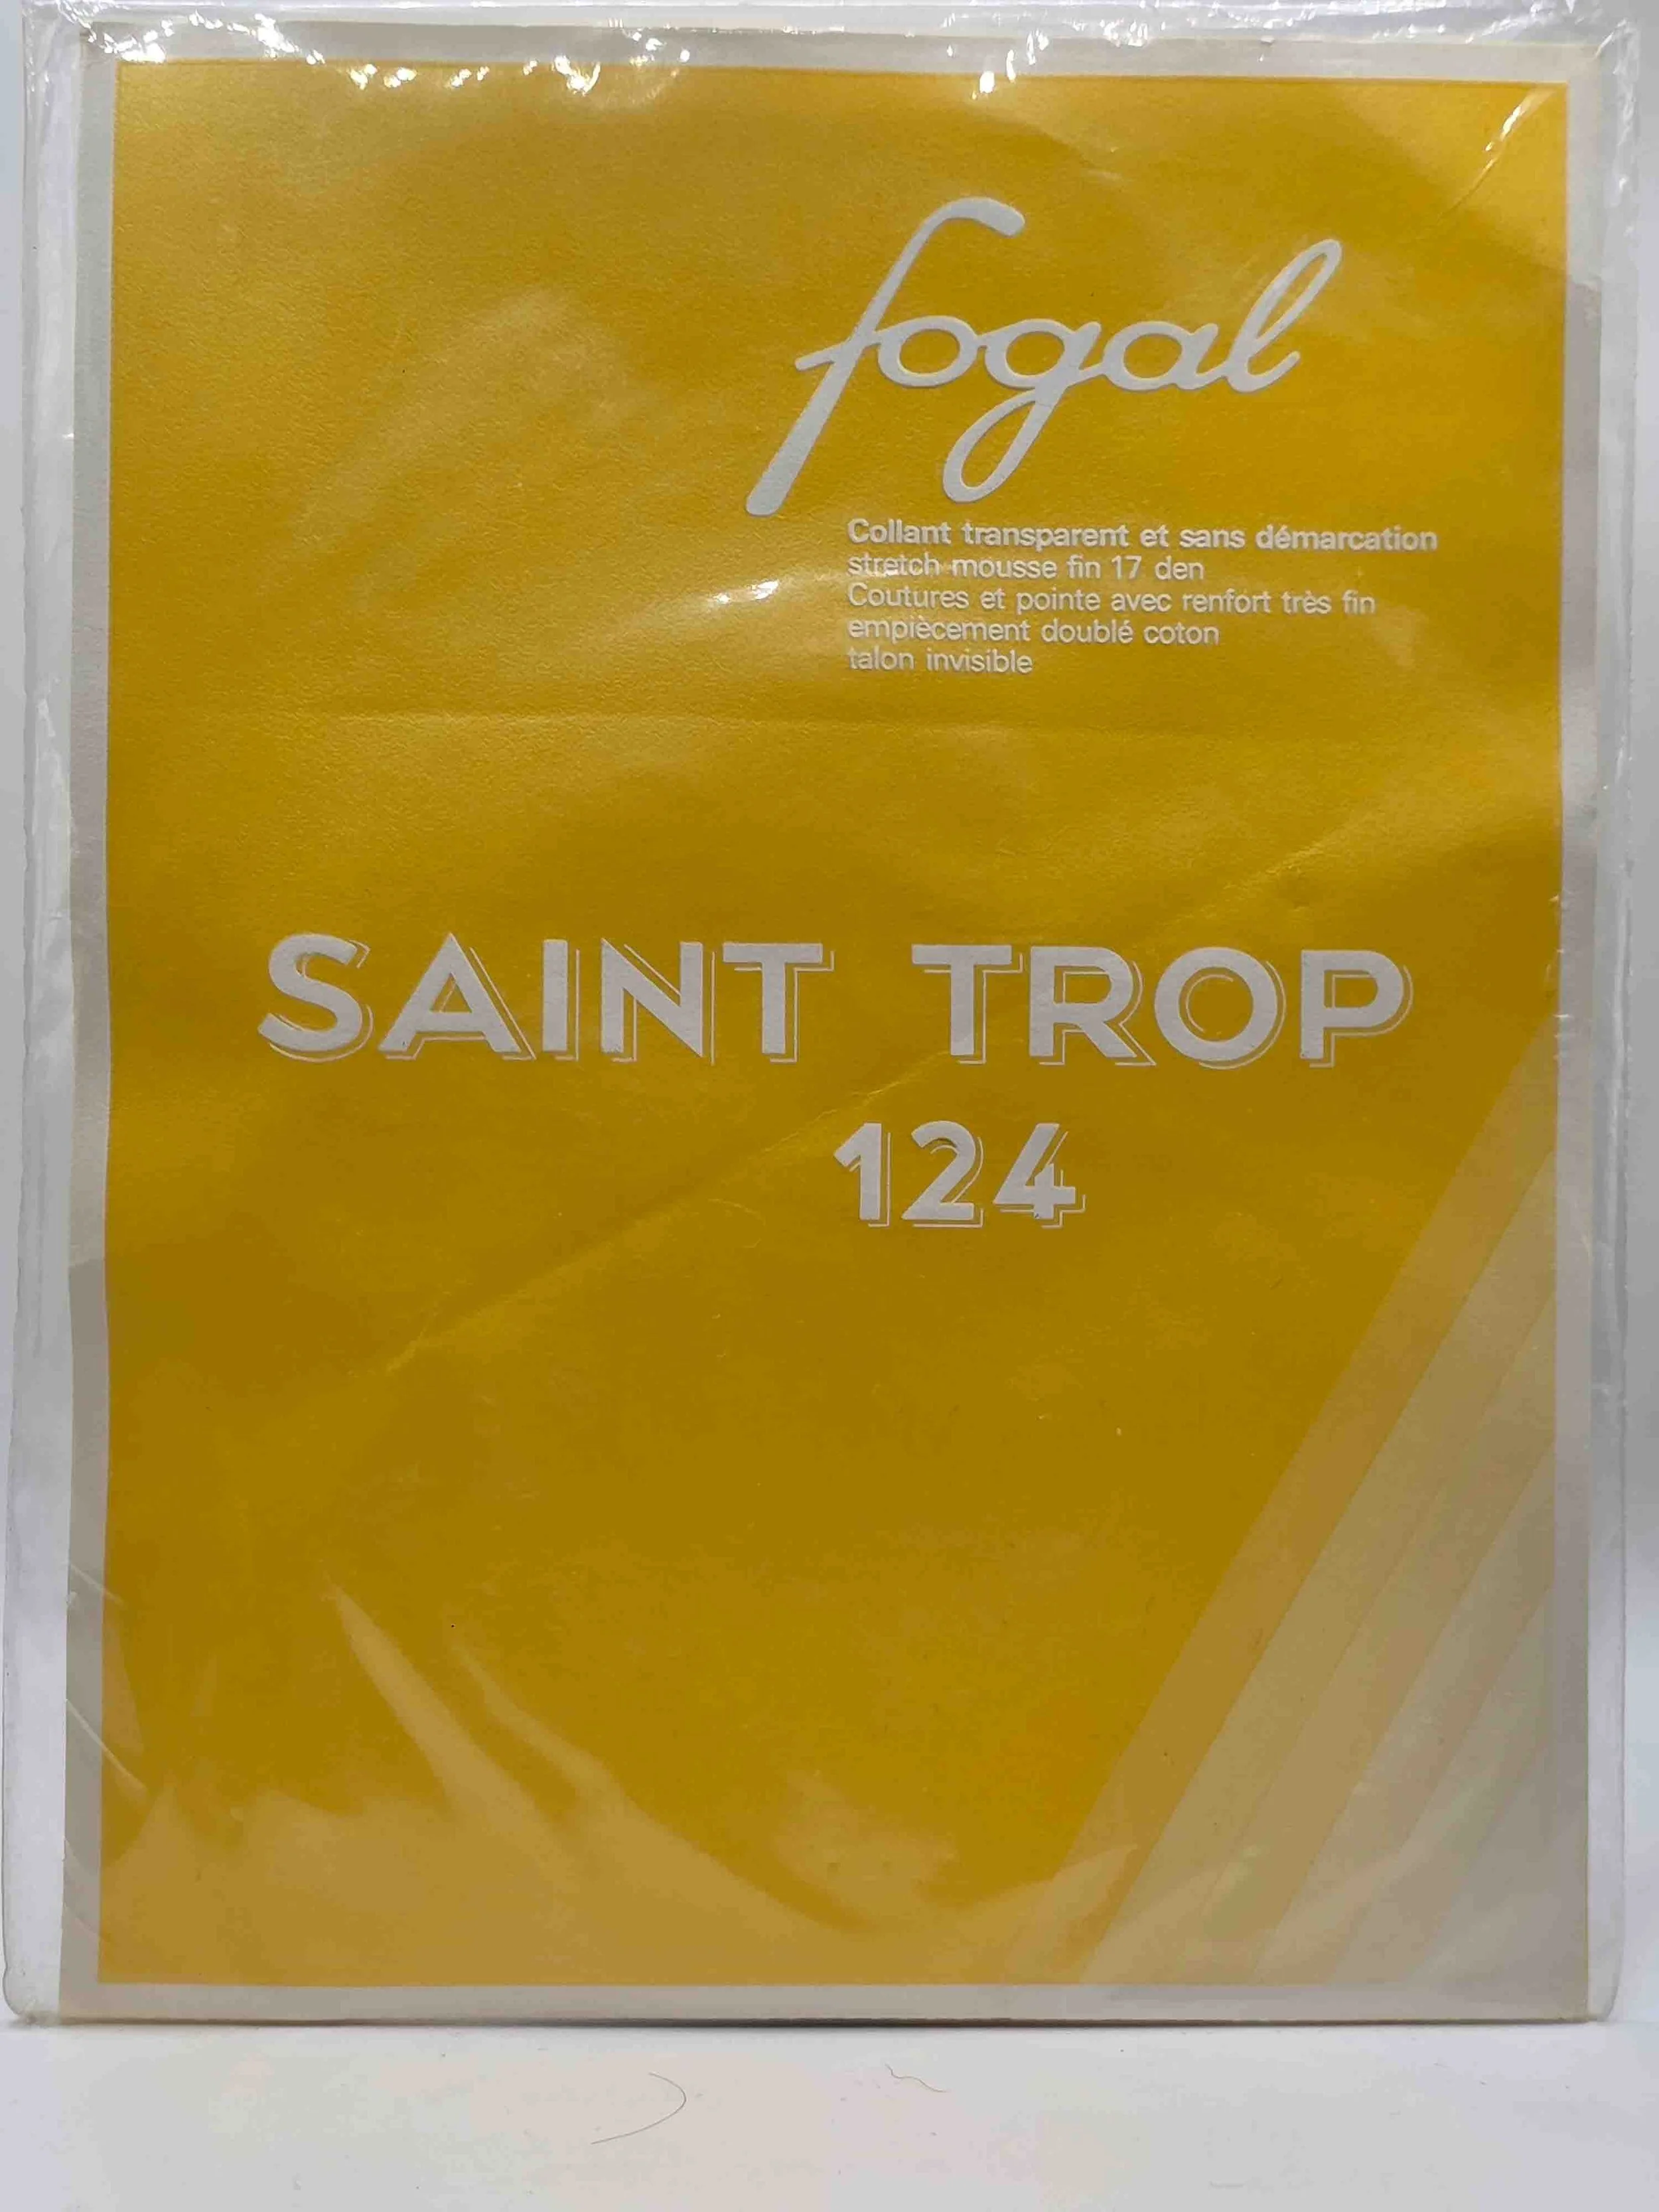 fogal
Collant transparent et sans démarcation
stretch mousse fin 17 den
Coutures et pointe avec renfort très fin
empiècement doublé coton
talon invisible
SAINT TROP
124